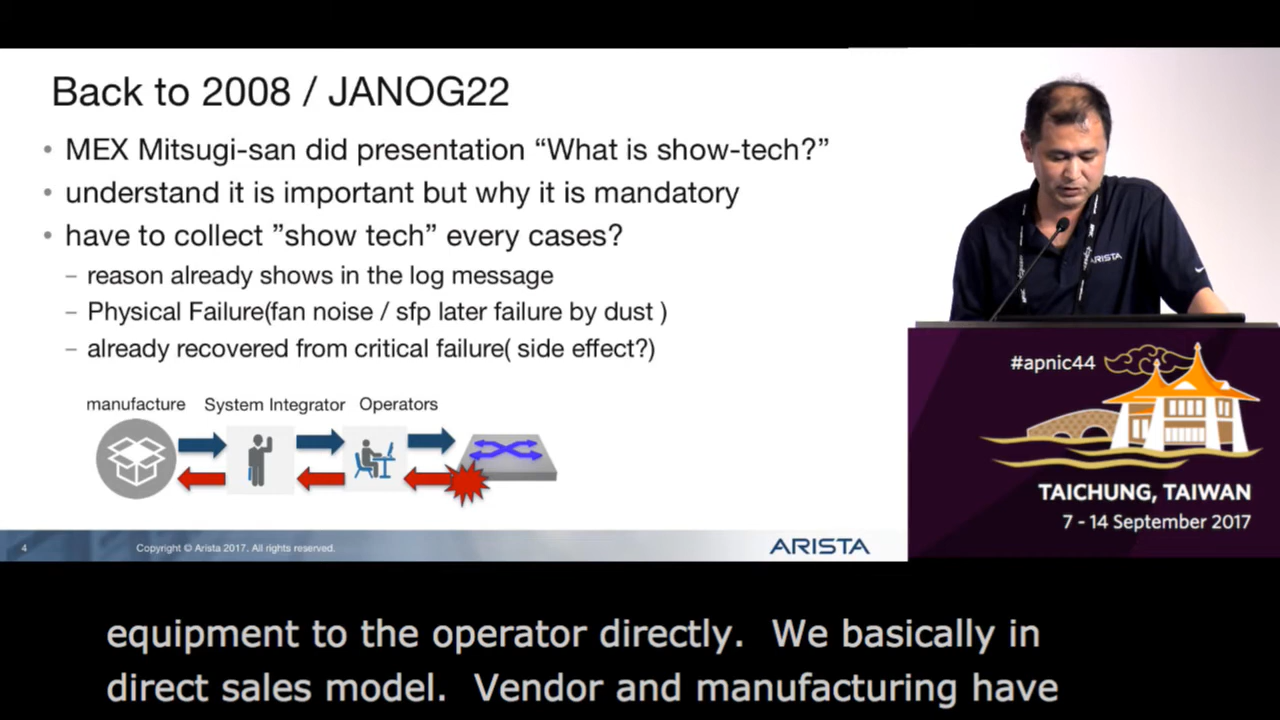 Back to 2008 / JANOG22
• MEX Mitsugi-san did presentation “What is show-tech?”
• understand it is important but why it is mandatory
• have to collect ”show tech” every cases?
– reason already shows in the log message
– Physical Failure(fan noise / sfp later failure by dust )
– already recovered from critical failure( side effect?)
manufacture System Integrator Operators
4 Copyright © Arista 2017. All rights reserved. ARISTA
ARISTA
#apnic44
TAICHUNG, TAIWAN
7 - 14 September 2017
equipment to the operator directly. We basically in
direct sales model. Vendor and manufacturing have